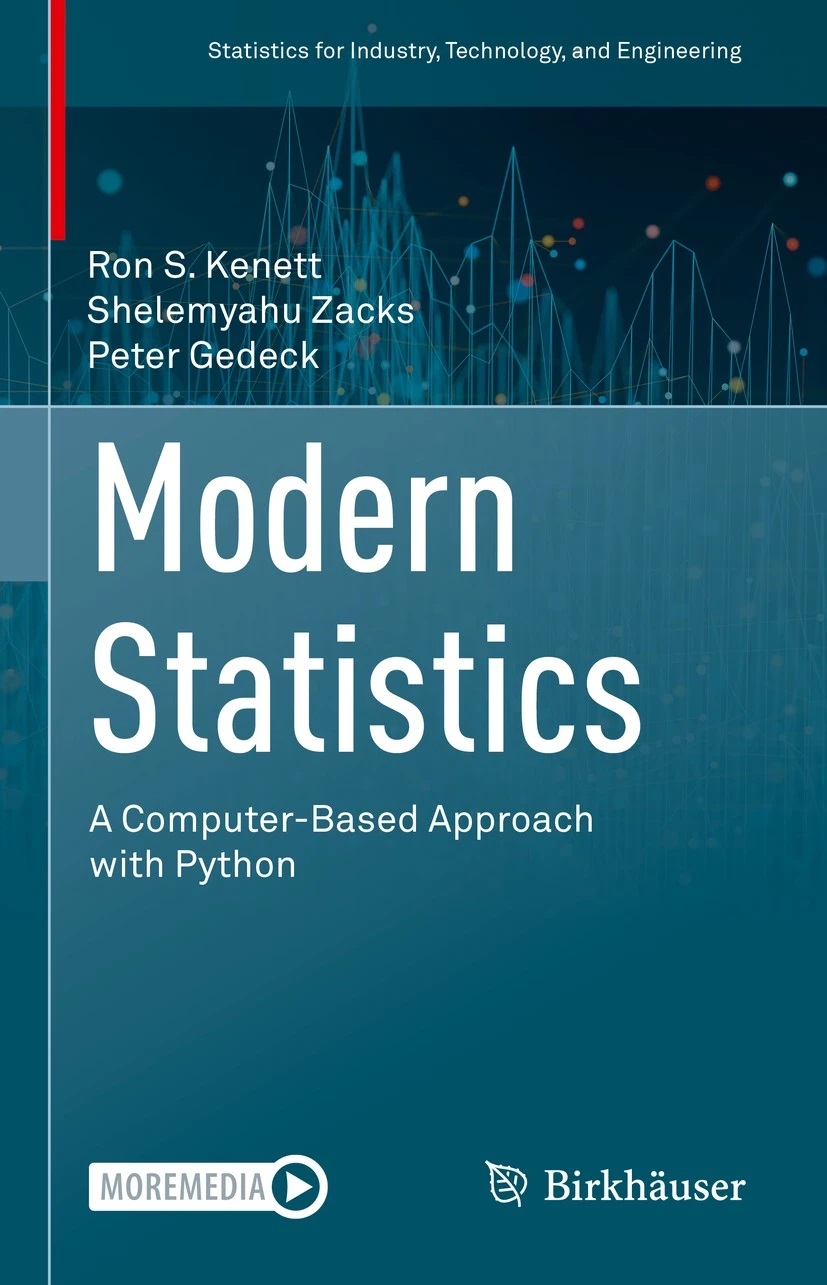 Statistics for Industry, Technology, and Engineering
Ron S. Kenett
Shelemyahu Zacks
Peter Gedeck
Modern
Statistics
A Computer-Based Approach
with Python
MOREMEDIA
Birkhäuser